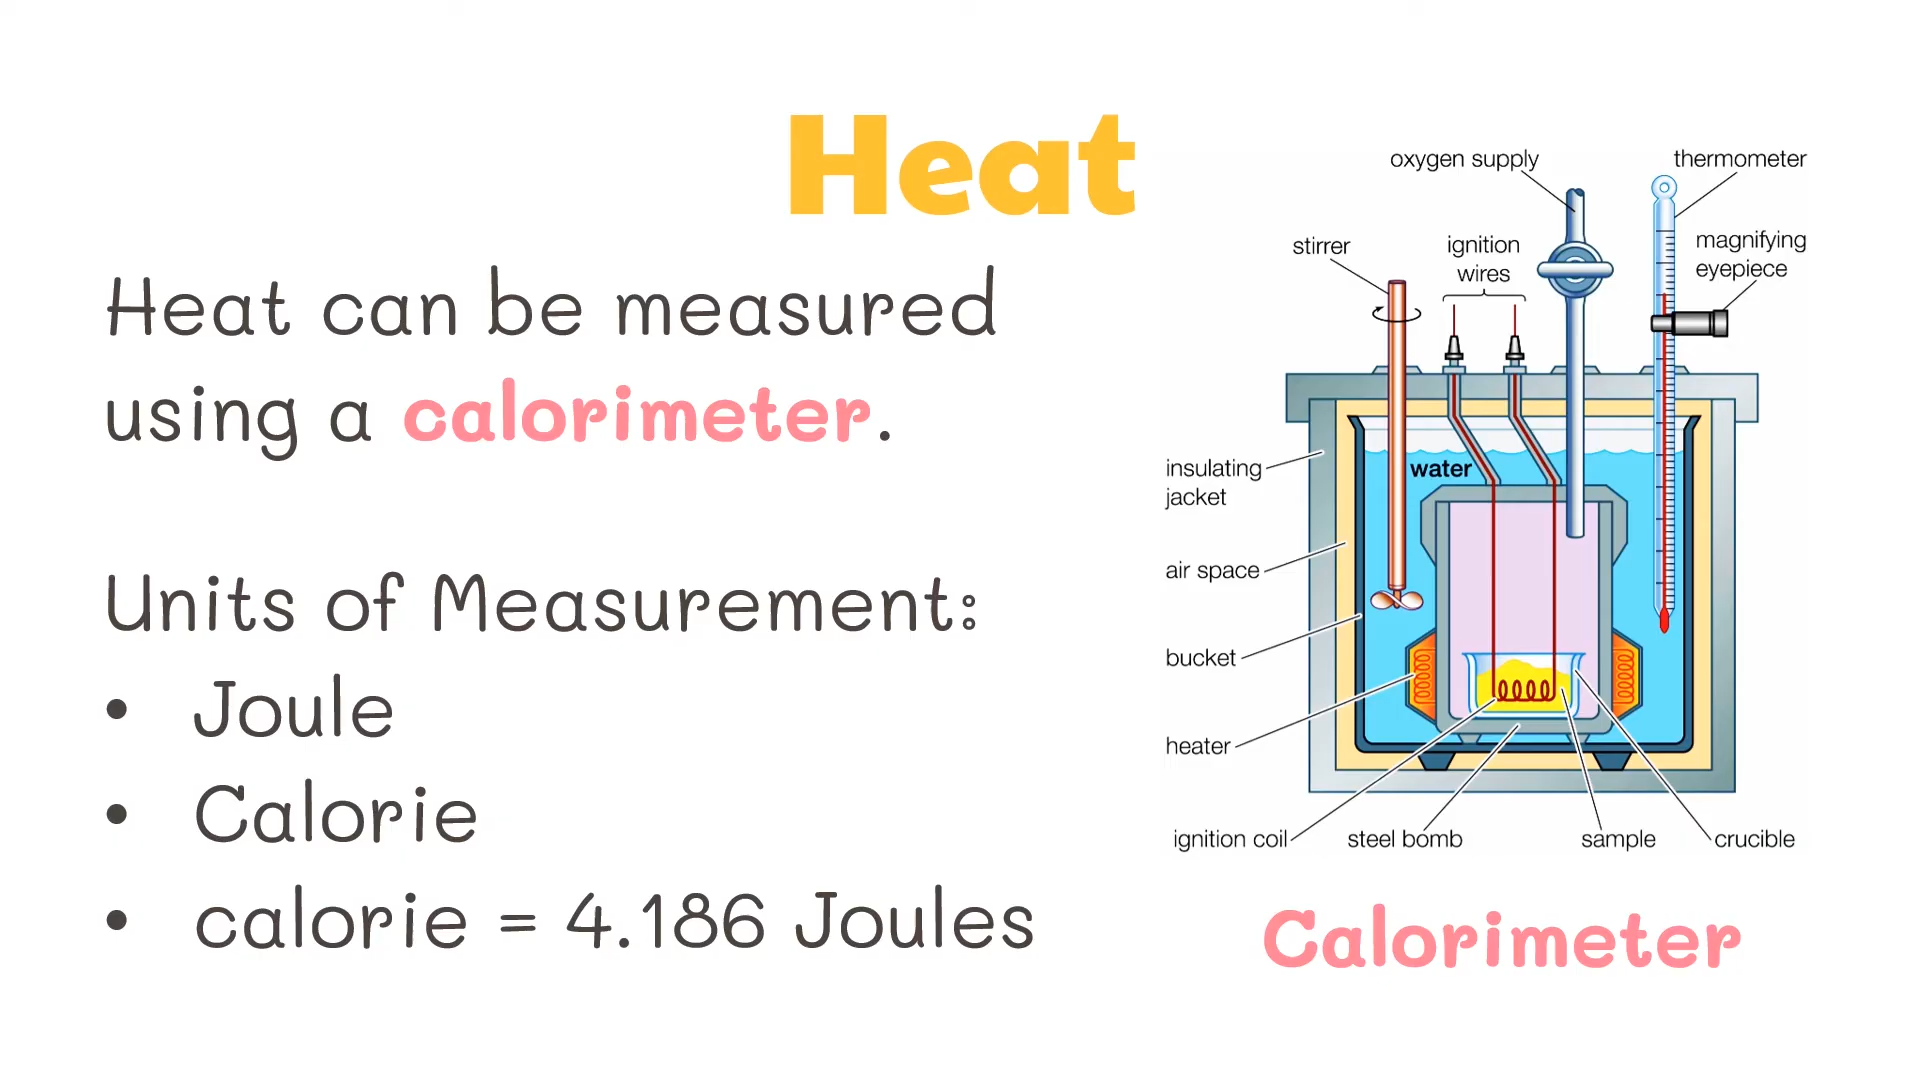 Heat
Heat can be measured
using a calorimeter.
Units of Measurement:
• Joule
• Calorie
• calorie = 4.186 Joules
oxygen supply
thermometer
stirrer
ignition
wires
magnifying
eyepiece
water
insulating
jacket
air space
bucket
heater
ignition coil
steel bomb
sample
crucible
Calorimeter